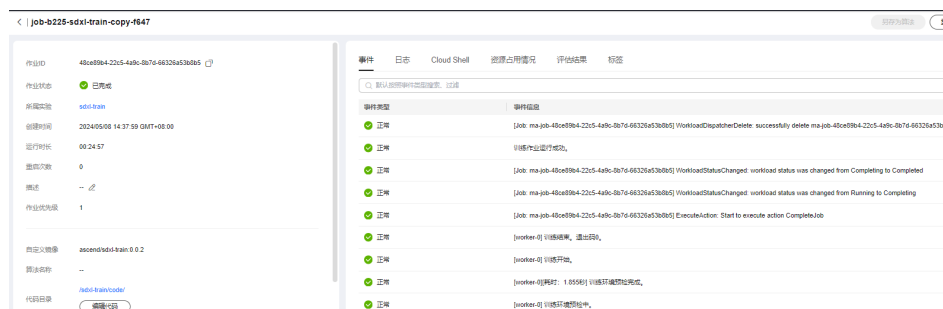 job-b225-sdxl-train-copy-f647
另存为算法
作业ID 48ce89b4-22c5-4a9c-8b7d-66326a53b8b5
作业状态 已完成
所属实验 sdxl-train
创建时间 2024/05/08 14:37:59 GMT+08:00
运行时长 00:24:57
重启次数 0
描述 --
作业优先级 1
自定义镜像 ascend/sdxl-train:0.0.2
算法名称 --
代码目录 /sdxl-train/code/
编辑代码
事件 日志 Cloud Shell 资源占用情况 评估结果 标签
默认按照事件类型搜索、过滤
事件类型 事件信息
正常 [Job: ma-job-48ce89b4-22c5-4a9c-8b7d-66326a53b8b5] WorkloadDispatcherDelete: successfully delete ma-job-48ce89b4-22c5-4a9c-8b7d-66326a53b
正常 训练作业运行成功。
正常 [Job: ma-job-48ce89b4-22c5-4a9c-8b7d-66326a53b8b5] WorkloadStatusChanged: workload status was changed from Completing to Completed
正常 [Job: ma-job-48ce89b4-22c5-4a9c-8b7d-66326a53b8b5] WorkloadStatusChanged: workload status was changed from Running to Completing
正常 [Job: ma-job-48ce89b4-22c5-4a9c-8b7d-66326a53b8b5] ExecuteAction: Start to execute action CompleteJob
正常 [worker-0] 训练结束。退出码0。
正常 [worker-0] 训练开始。
正常 [worker-0][耗时：1.855秒] 训练环境预检完成。
正常 [worker-0] 训练环境预检中。